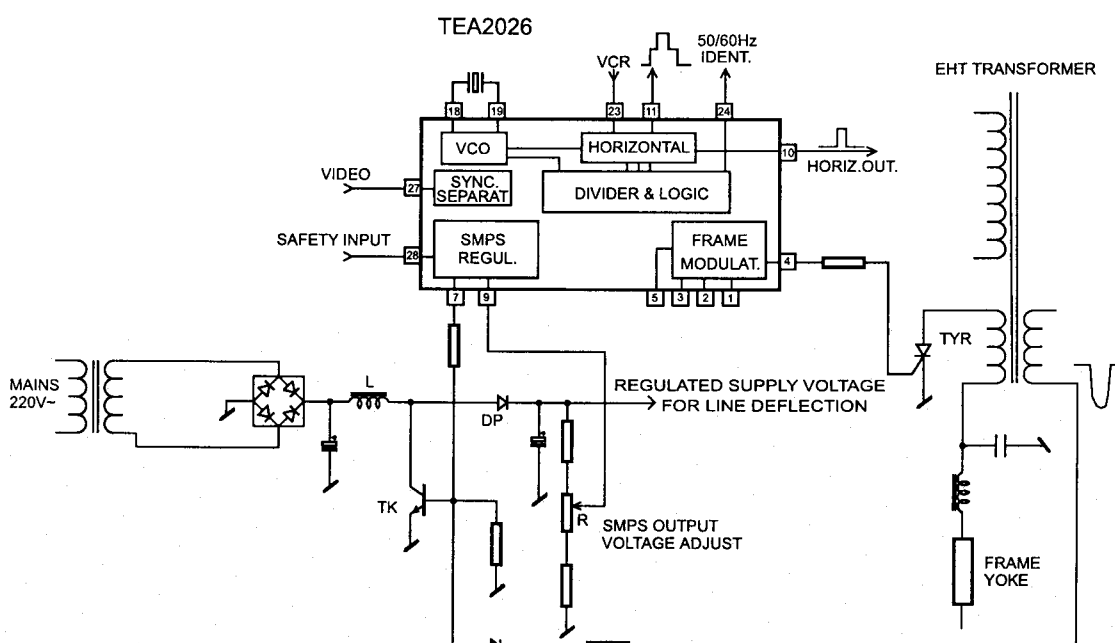 TEA2026
50/60Hz
IDENT.
VCR
EHT TRANSFORMER
18
19
23
11
24
VCO
HORIZONTAL
10
HORIZ.OUT.
VIDEO
27
SYNC.
SEPARAT
DIVIDER & LOGIC
SAFETY INPUT
28
SMPS
REGUL.
FRAME
MODULAT.
4
7
9
5
3
2
1
TYR
MAINS
220V~
L
REGULATED SUPPLY VOLTAGE
FOR LINE DEFLECTION
DP
TK
R
SMPS OUTPUT
VOLTAGE ADJUST
FRAME
YOKE